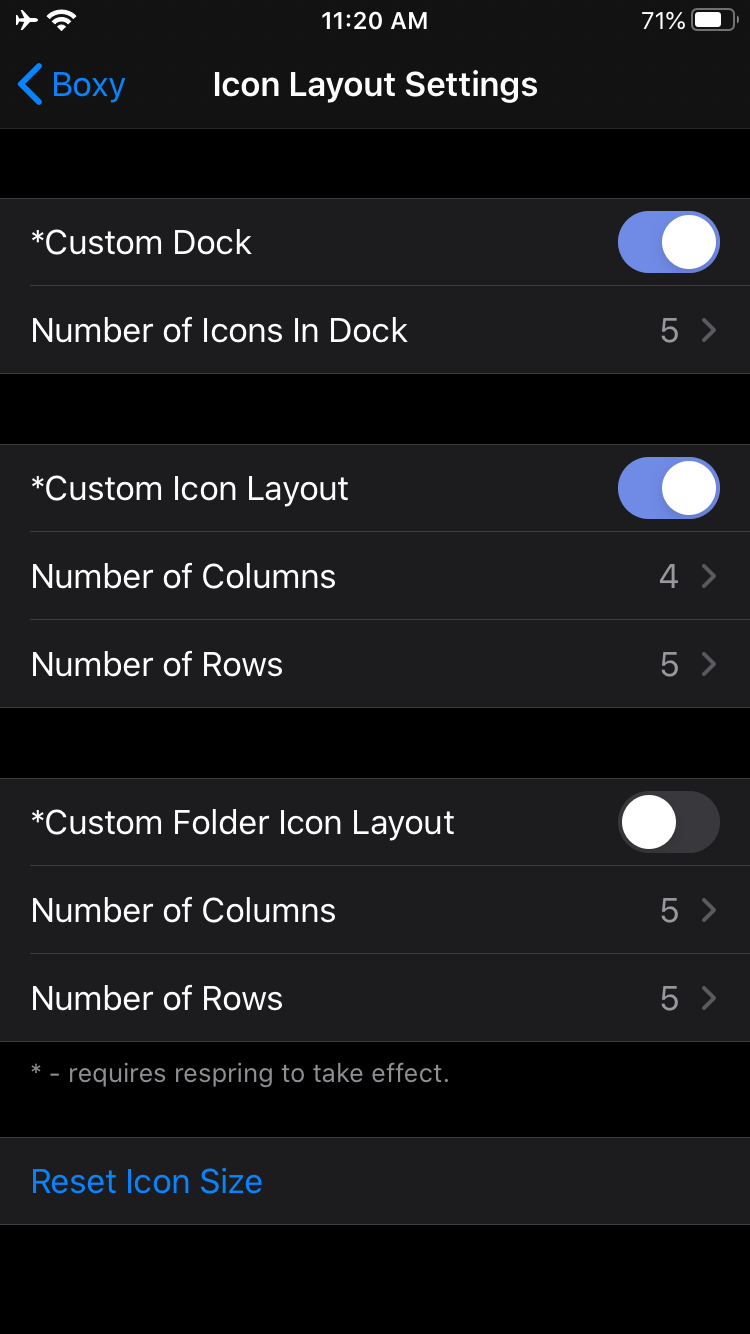 11:20 AM 71%
Boxy Icon Layout Settings
*Custom Dock
Number of Icons In Dock 5
*Custom Icon Layout
Number of Columns 4
Number of Rows 5
*Custom Folder Icon Layout
Number of Columns 5
Number of Rows 5
* - requires respring to take effect.
Reset Icon Size